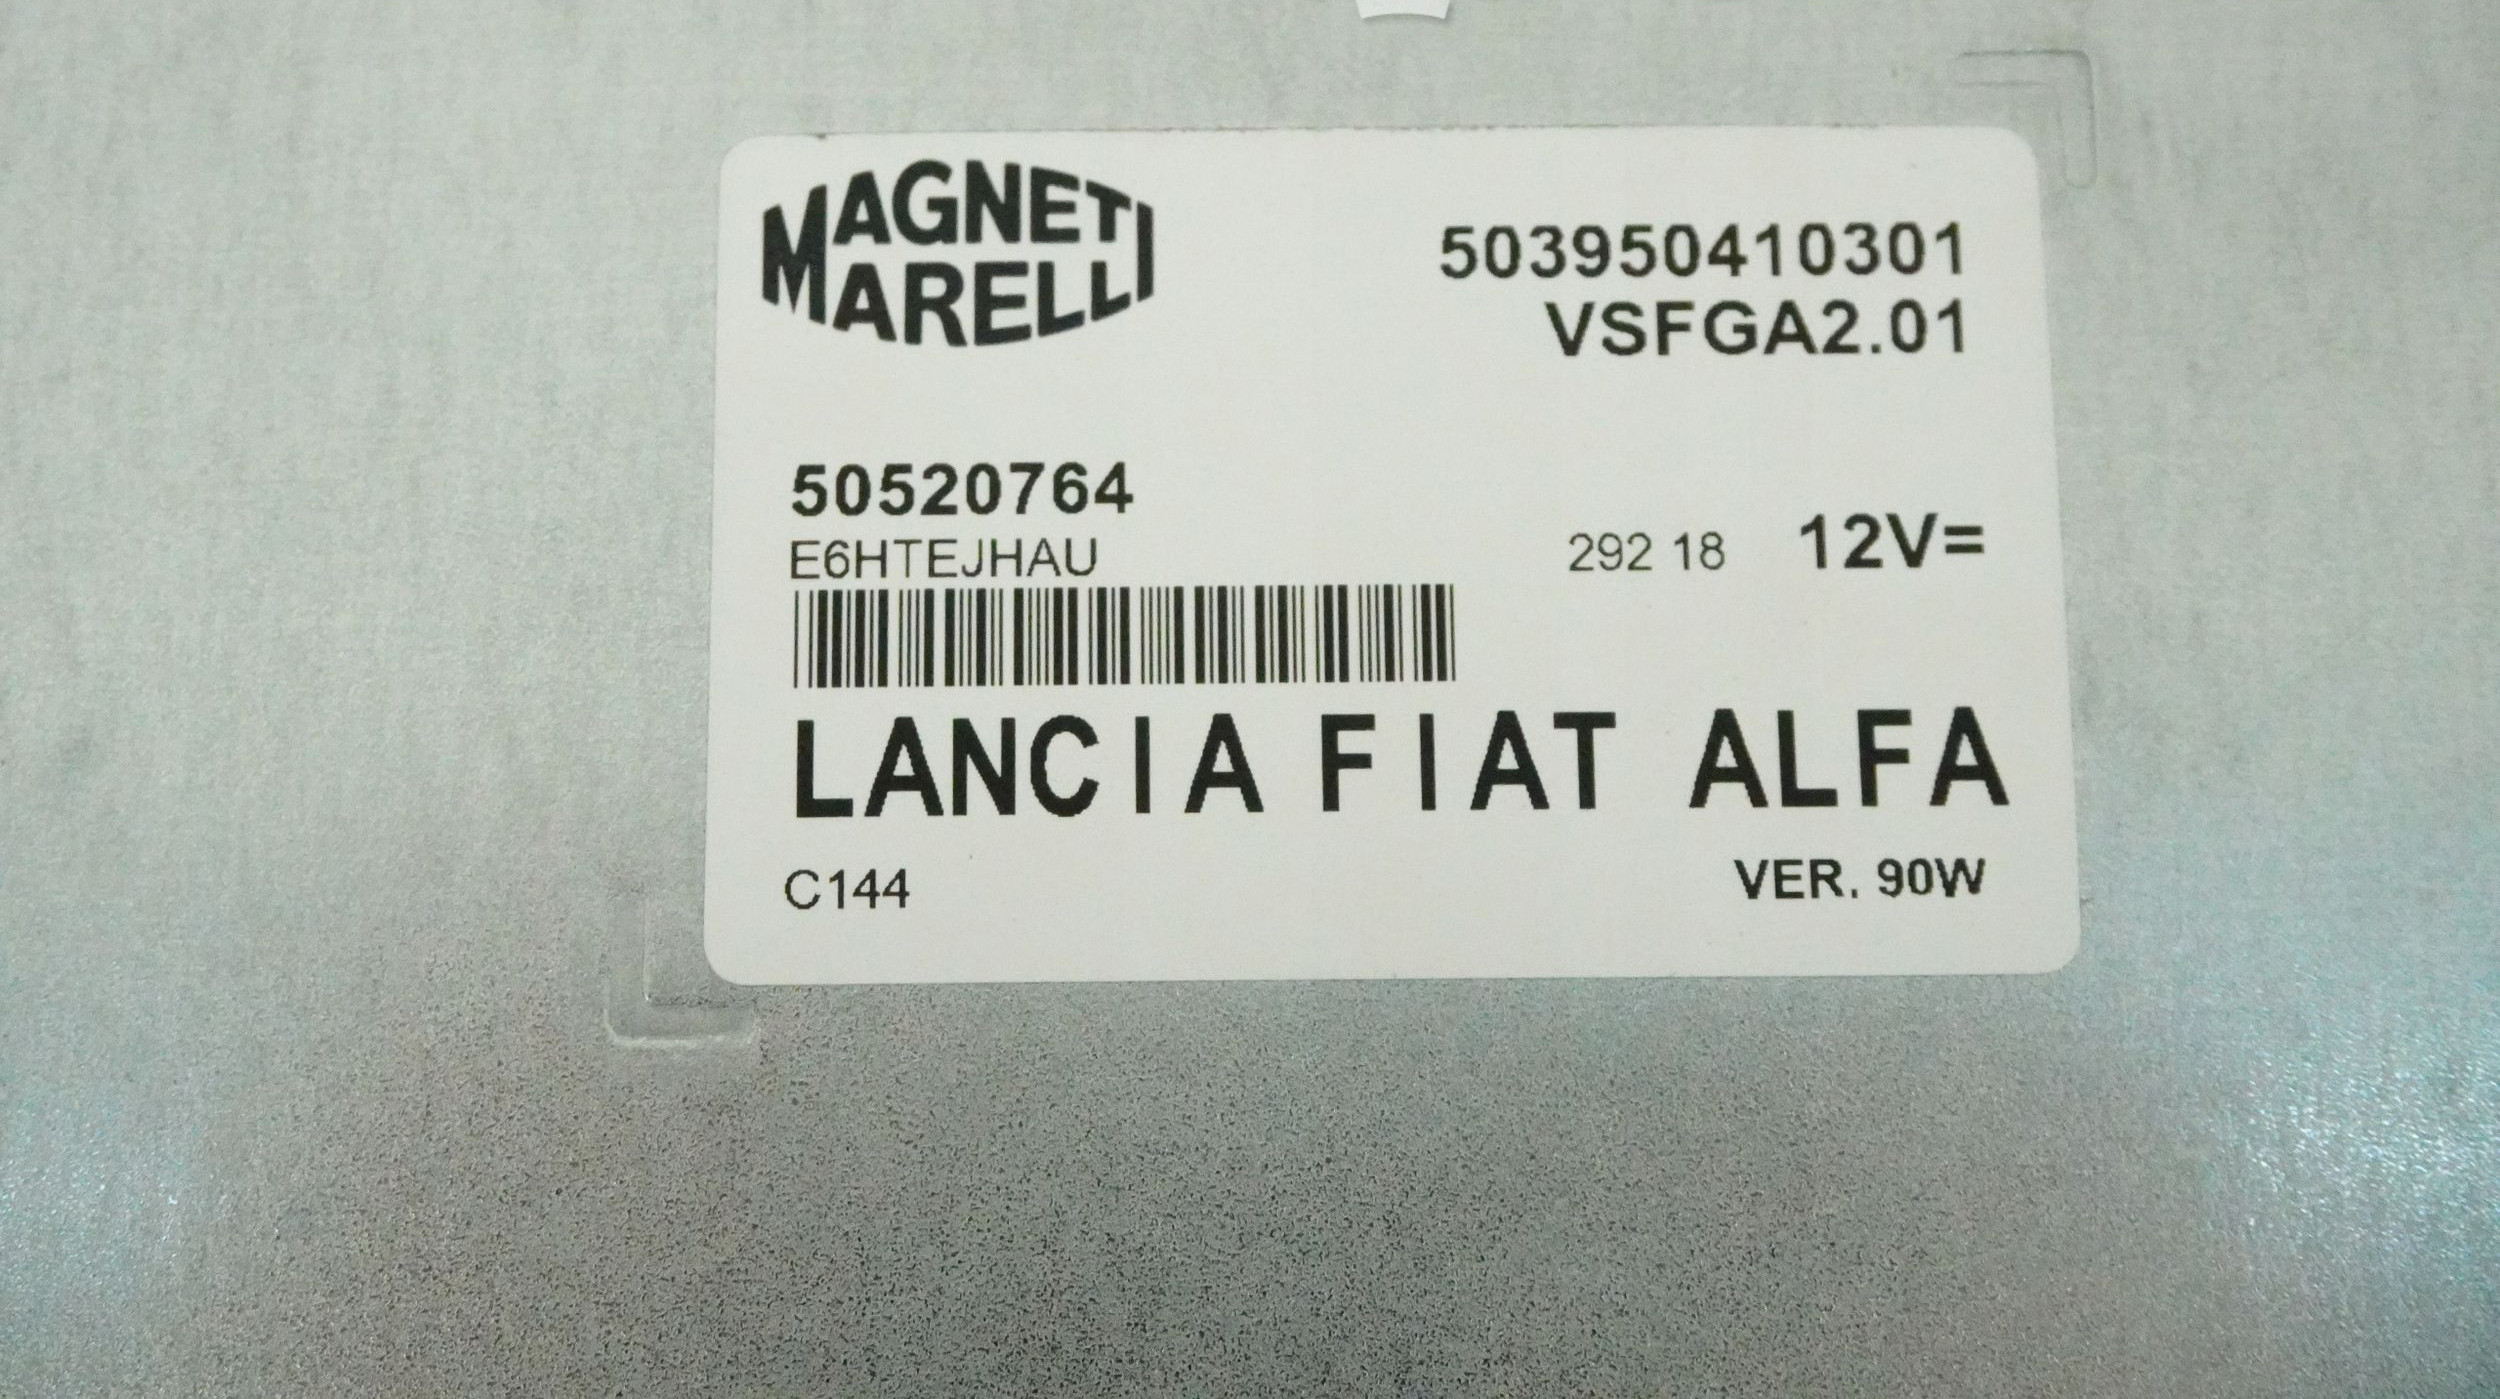 MAGNETI
MARELLI
503950410301
VSFGA2.01
50520764
E6HTEJHAU
292 18 12V=
LANCIA FIAT ALFA
C144
VER. 90W